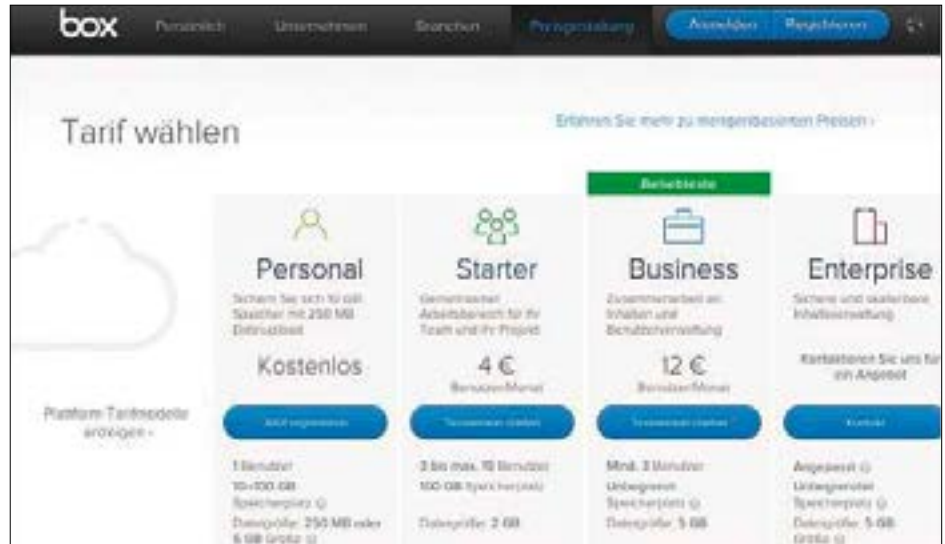 box Persönlich Unternehmen Branchen Preisgestaltung Anmelden Registrieren
Tarif wählen
Erfahren Sie mehr zu mengenbasierten Preisen ›
Beliebteste
Personal
Sichern Sie sich 10 GB
Speicher mit 250 MB
Dateiupload
Kostenlos
Jetzt registrieren
1 Benutzer
10–100 GB
Speicherplatz
Dateigröße: 250 MB oder
5 GB Größe
Starter
Gemeinsamer
Arbeitsbereich für Ihr
Team und Ihr Projekt
4 €
Benutzer/Monat
3 bis max. 10 Benutzer
100 GB Speicherplatz
Dateigröße: 2 GB
Business
Zusammenarbeit an
Inhalten und
Benutzerverwaltung
12 €
Benutzer/Monat
Mind. 3 Benutzer
Unbegrenzt
Speicherplatz
Dateigröße: 5 GB
Enterprise
Sichere und skalierbare
Inhaltsverwaltung
Kontaktieren Sie uns für
ein Angebot
Kontakt
Angepasst
Unbegrenzter
Speicherplatz
Dateigröße: 5 GB
Größe
Plattform Tarifmodelle
anzeigen ›